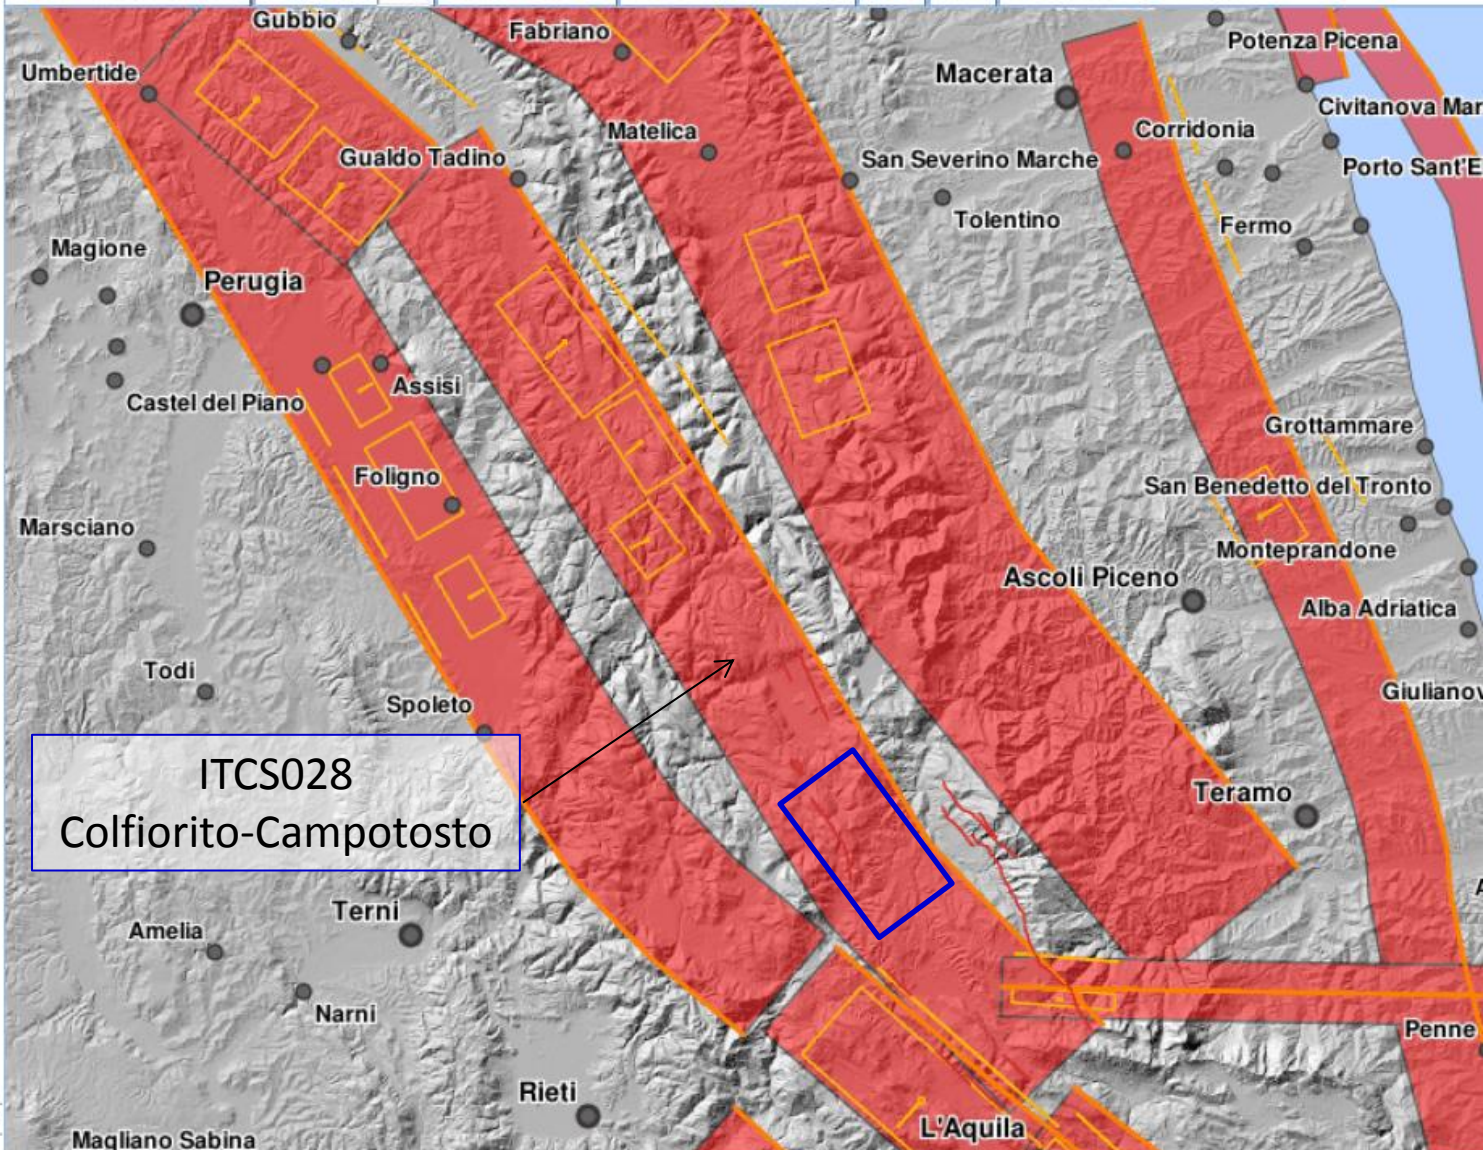 Gubbio
Fabriano
Potenza Picena
Umbertide
Macerata
Civitanova Mar
Matelica
Corridonia
Gualdo Tadino
San Severino Marche
Porto Sant'E
Tolentino
Fermo
Magione
Perugia
Assisi
Castel del Piano
Grottammare
Foligno
San Benedetto del Tronto
Marsciano
Monteprandone
Ascoli Piceno
Alba Adriatica
Todi
Giulianov
Spoleto
ITCS028
Colfiorito-Campotosto
Teramo
Terni
Amelia
Narni
Penne
Rieti
L'Aquila
Magliano Sabina